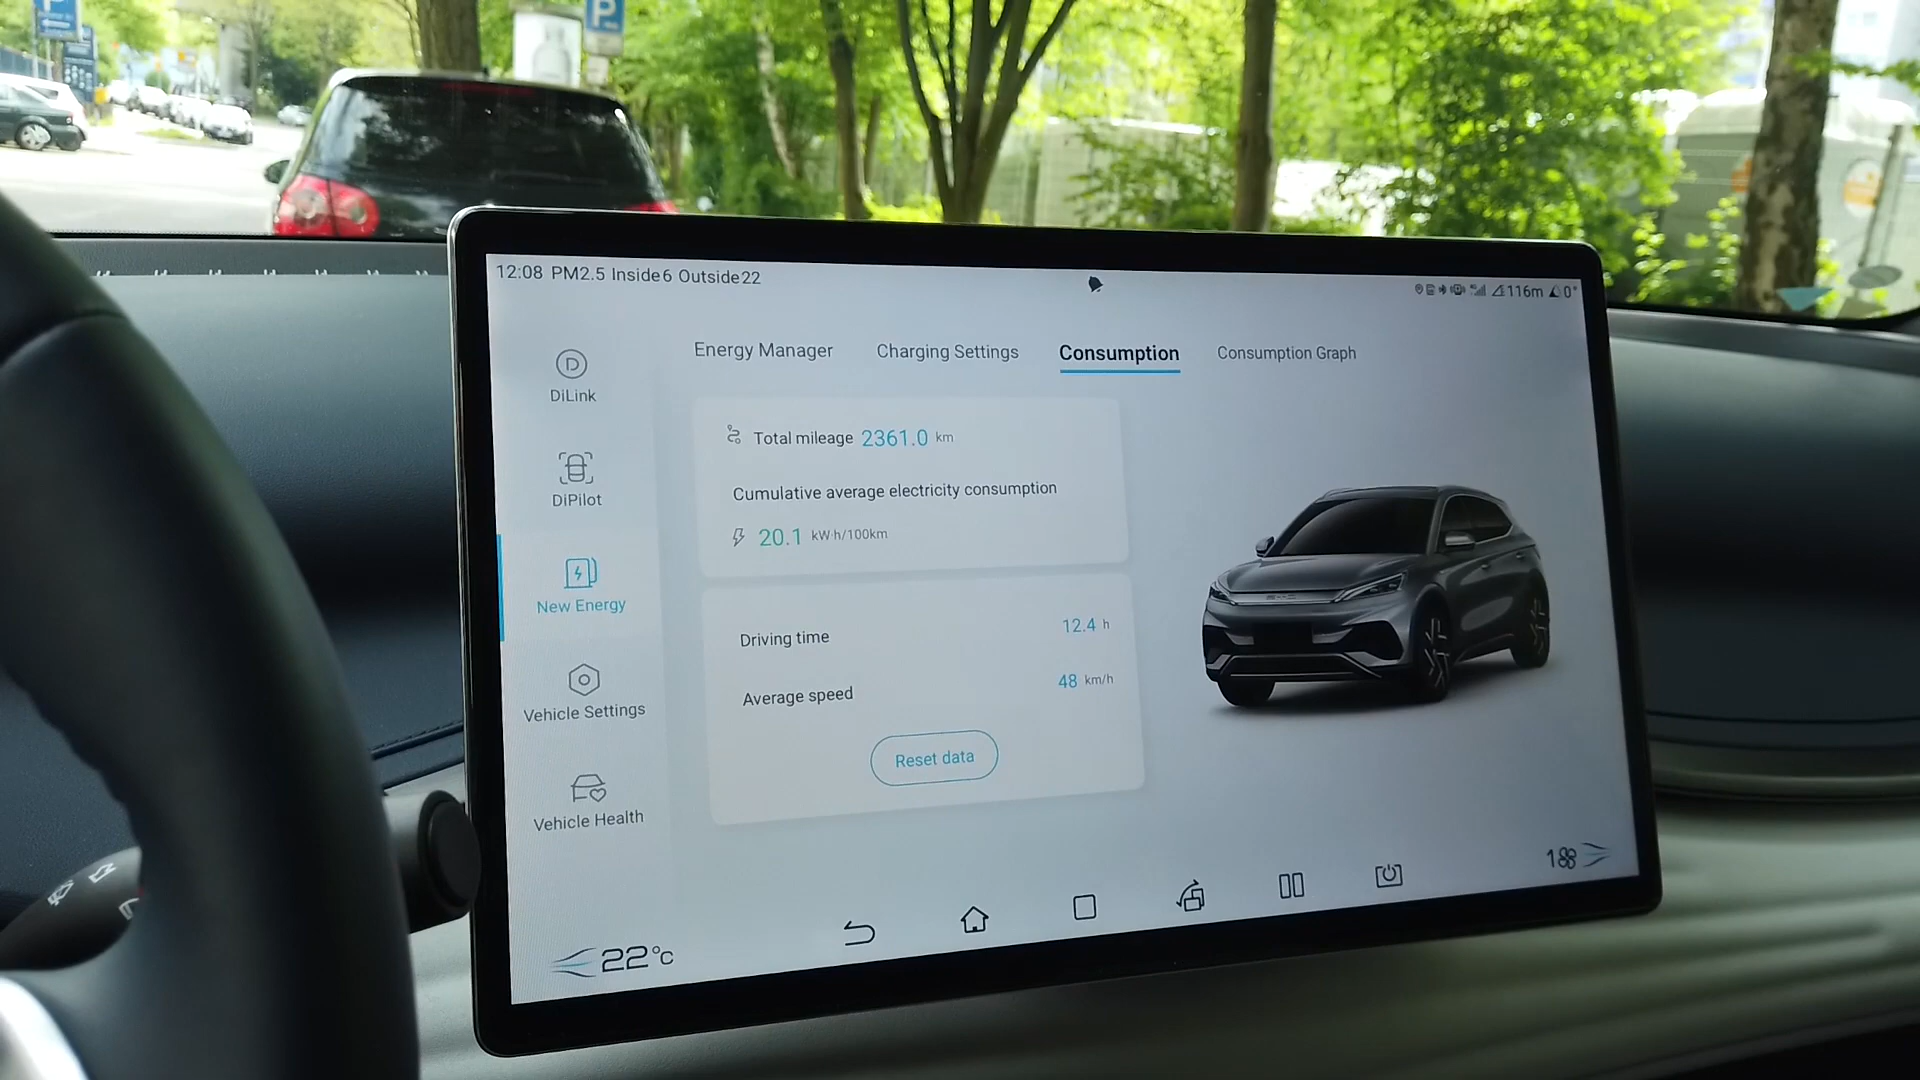 P
P
12:08 PM2.5 Inside6 Outside22
116m 0°
Energy Manager Charging Settings Consumption Consumption Graph
DiLink
DiPilot
New Energy
Vehicle Settings
Vehicle Health
Total mileage 2361.0 km
Cumulative average electricity consumption
20.1 kW·h/100km
Driving time 12.4 h
Average speed 48 km/h
Reset data
22°C